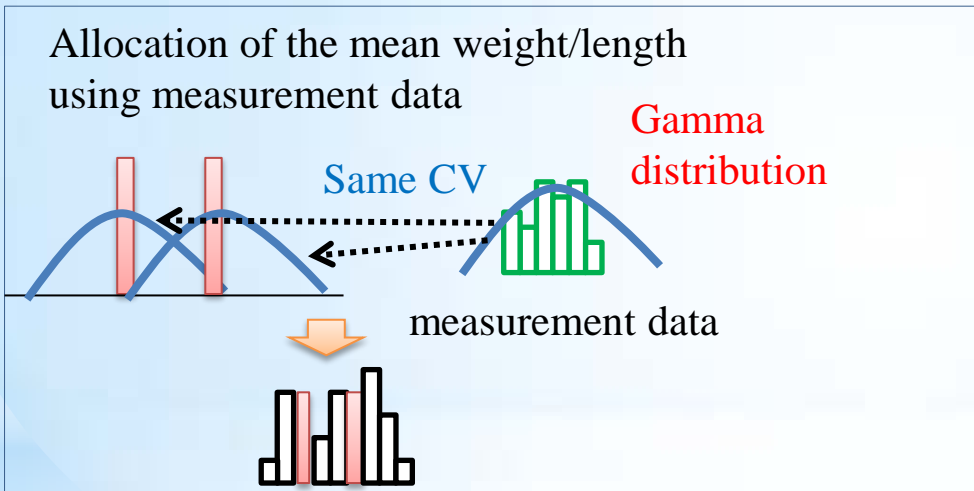 Allocation of the mean weight/length
using measurement data
Gamma
distribution
Same CV
measurement data